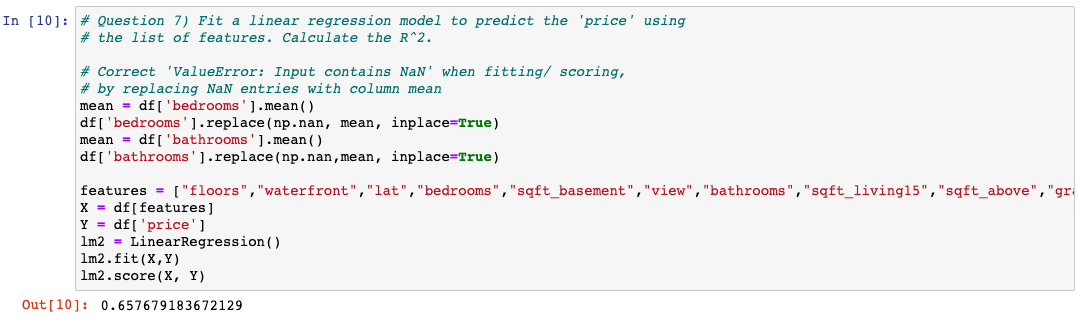 In [10]: # Question 7) Fit a linear regression model to predict the 'price' using
# the list of features. Calculate the R^2.
# Correct 'ValueError: Input contains NaN' when fitting/ scoring,
# by replacing NaN entries with column mean
mean = df['bedrooms'].mean()
df['bedrooms'].replace(np.nan, mean, inplace=True)
mean = df['bathrooms'].mean()
df['bathrooms'].replace(np.nan,mean, inplace=True)
features = ["floors","waterfront","lat","bedrooms","sqft_basement","view","bathrooms","sqft_living15","sqft_above","gr
X = df[features]
Y = df['price']
lm2 = LinearRegression()
lm2.fit(X,Y)
lm2.score(X, Y)
Out[10]: 0.657679183672129